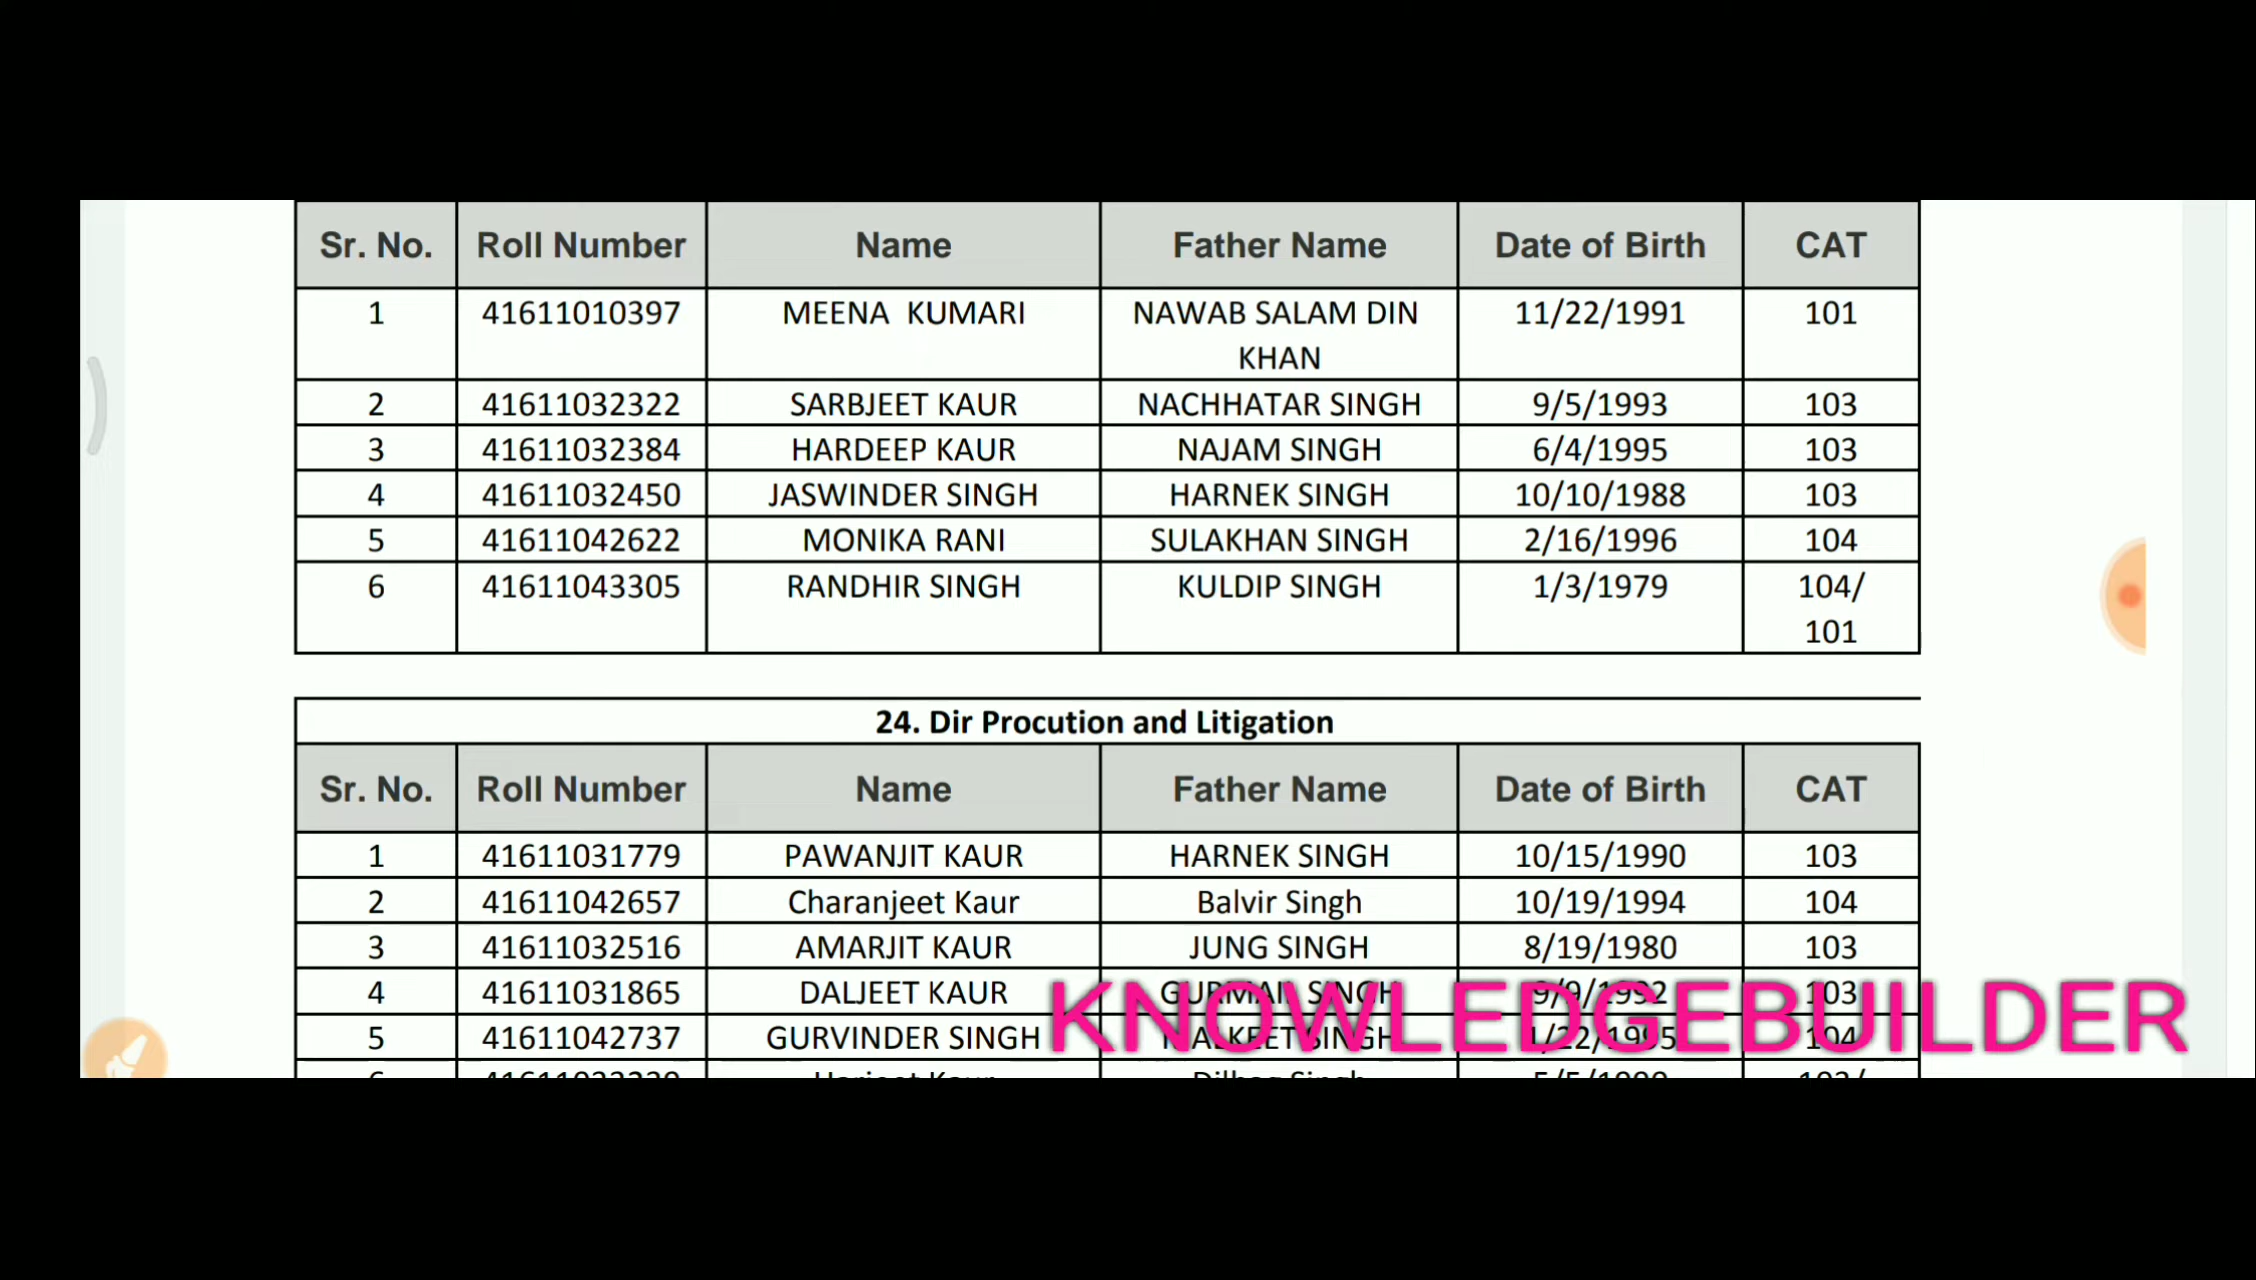 Sr. No. Roll Number Name Father Name Date of Birth CAT
1 41611010397 MEENA KUMARI NAWAB SALAM DIN KHAN 11/22/1991 101
2 41611032322 SARBJEET KAUR NACHHATAR SINGH 9/5/1993 103
3 41611032384 HARDEEP KAUR NAJAM SINGH 6/4/1995 103
4 41611032450 JASWINDER SINGH HARNEK SINGH 10/10/1988 103
5 41611042622 MONIKA RANI SULAKHAN SINGH 2/16/1996 104
6 41611043305 RANDHIR SINGH KULDIP SINGH 1/3/1979 104/ 101
24. Dir Procution and Litigation
Sr. No. Roll Number Name Father Name Date of Birth CAT
1 41611031779 PAWANJIT KAUR HARNEK SINGH 10/15/1990 103
2 41611042657 Charanjeet Kaur Balvir Singh 10/19/1994 104
3 41611032516 AMARJIT KAUR JUNG SINGH 8/19/1980 103
4 41611031865 DALJEET KAUR SINGH 103
5 41611042737 GURVINDER SINGH SINGH 104
KNOWLEDGEBUILDER